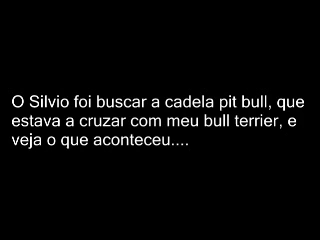 O Silvio foi buscar a cadela pit bull, que
estava a cruzar com meu bull terrier, e
veja o que aconteceu....